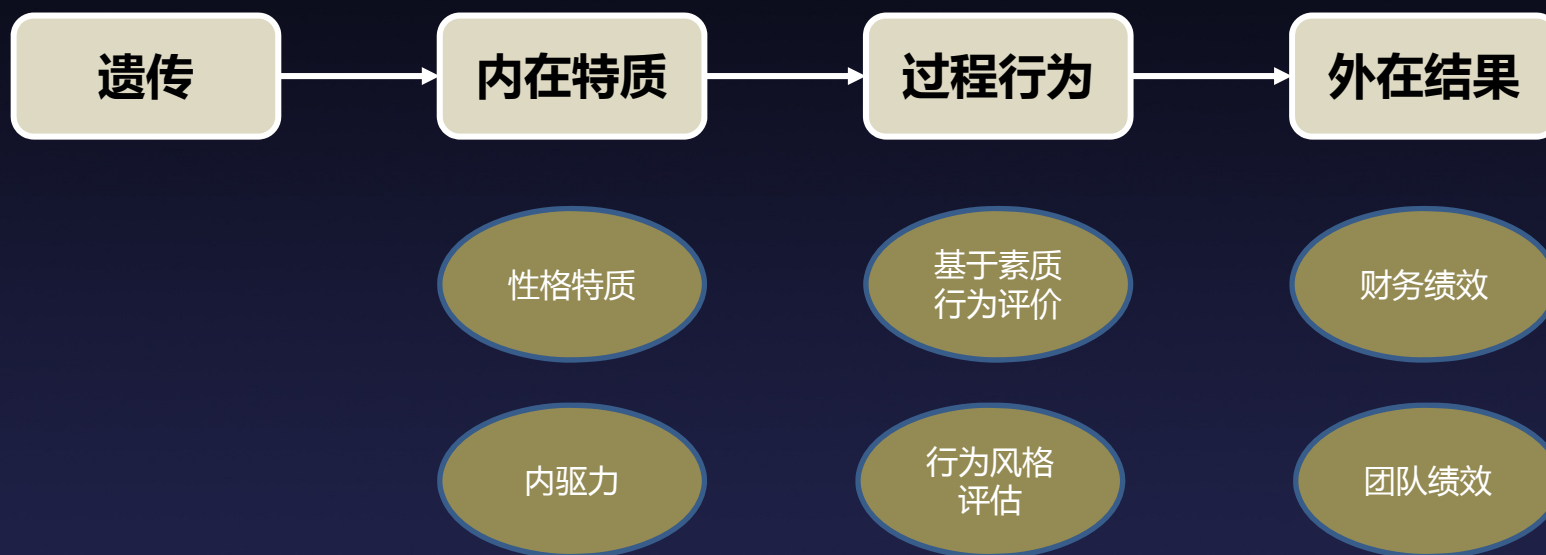 遗传
内在特质
过程行为
外在结果
性格特质
基于素质
行为评价
财务绩效
内驱力
行为风格
评估
团队绩效